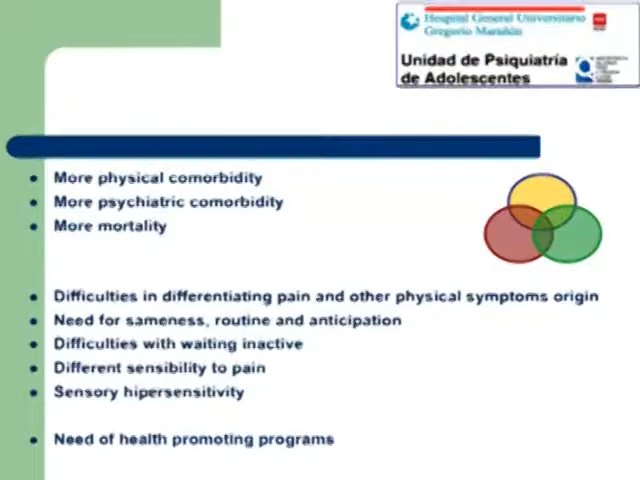 Hospital General Universitario
Gregorio Marañón
Unidad de Psiquiatría
de Adolescentes
More physical comorbidity
More psychiatric comorbidity
More mortality
Difficulties in differentiating pain and other physical symptoms origin
Need for sameness, routine and anticipation
Difficulties with waiting inactive
Different sensibility to pain
Sensory hipersensitivity
Need of health promoting programs